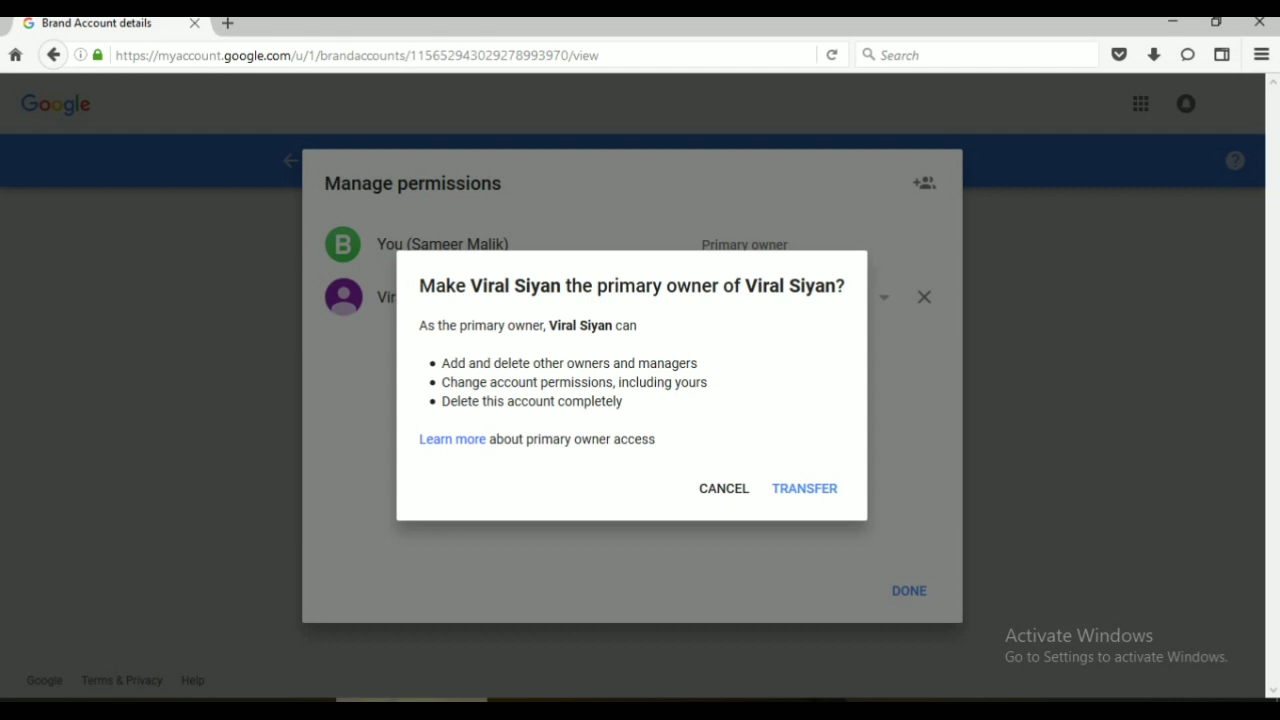 Brand Account details
https://myaccount.google.com/u/1/brandaccounts/115652943029278993970/view
Search
Google
Manage permissions
B
You (Sameer Malik)
Primary owner
Vir
Make Viral Siyan the primary owner of Viral Siyan?
As the primary owner, Viral Siyan can
• Add and delete other owners and managers
• Change account permissions, including yours
• Delete this account completely
Learn more about primary owner access
CANCEL TRANSFER
DONE
Activate Windows
Go to Settings to activate Windows.
Google Terms & Privacy Help